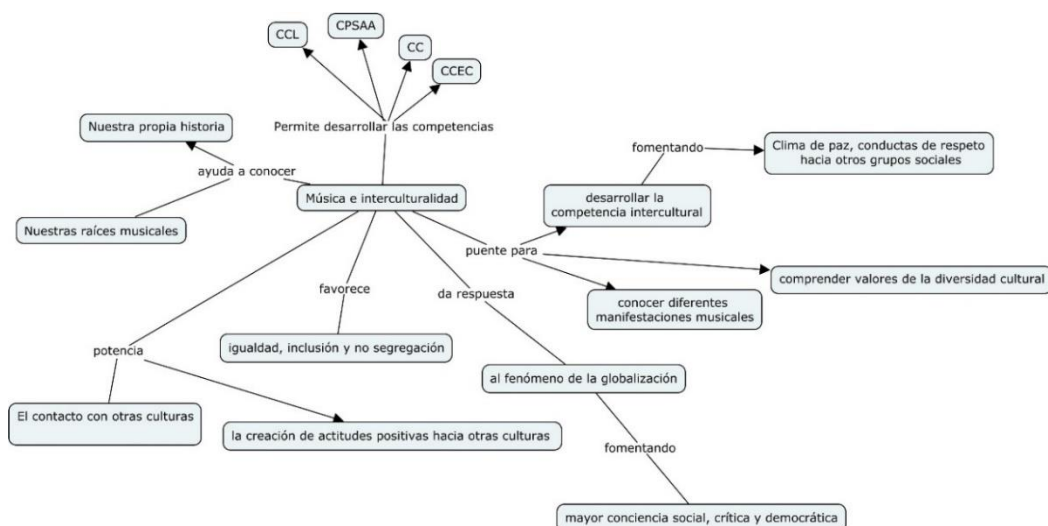 CCL
CPSAA
CC
CCEC
Permite desarrollar las competencias
Nuestra propia historia
ayuda a conocer
Nuestras raíces musicales
Música e interculturalidad
fomentando
Clima de paz, conductas de respeto
hacia otros grupos sociales
desarrollar la
competencia intercultural
puente para
comprender valores de la diversidad cultural
conocer diferentes
manifestaciones musicales
favorece
igualdad, inclusión y no segregación
da respuesta
al fenómeno de la globalización
fomentando
mayor conciencia social, crítica y democrática
potencia
El contacto con otras culturas
la creación de actitudes positivas hacia otras culturas